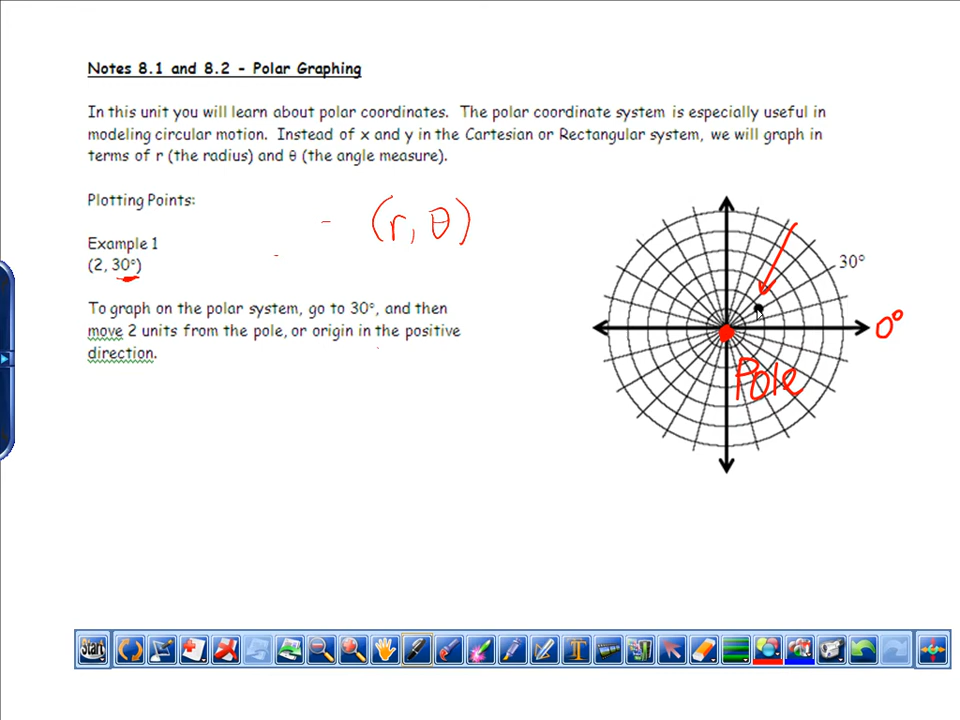 Notes 8.1 and 8.2 - Polar Graphing
In this unit you will learn about polar coordinates. The polar coordinate system is especially useful in
modeling circular motion. Instead of x and y in the Cartesian or Rectangular system, we will graph in
terms of r (the radius) and θ (the angle measure).
Plotting Points:
(r, θ)
Example 1
(2, 30°)
To graph on the polar system, go to 30°, and then
move 2 units from the pole, or origin in the positive
direction.
30°
0°
Pole
Start
T